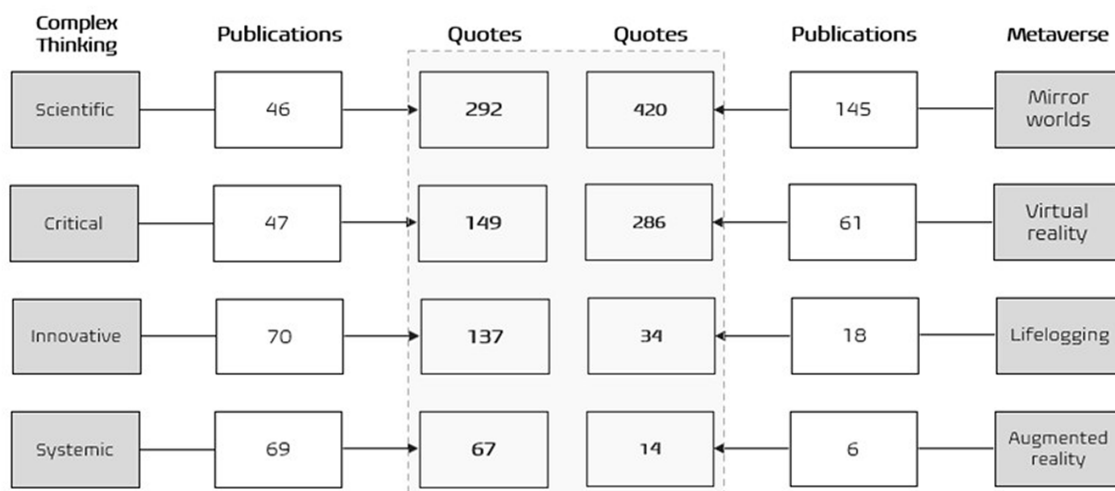 Complex
Thinking
Publications
Quotes
Quotes
Publications
Metaverse
Scientific
46
292
420
145
Mirror
worlds
Critical
47
149
286
61
Virtual
reality
Innovative
70
137
34
18
Lifelogging
Systemic
69
67
14
6
Augmented
reality